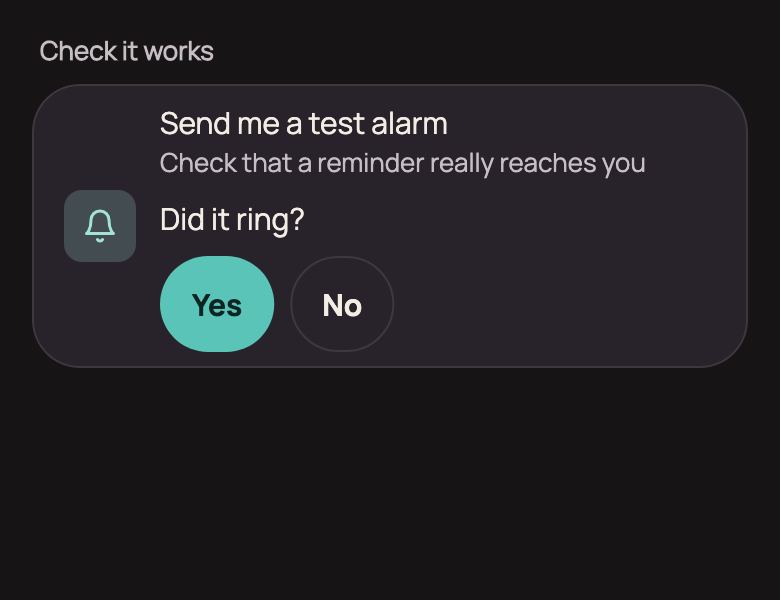 Check it works
Send me a test alarm
Check that a reminder really reaches you
Did it ring?
Yes No